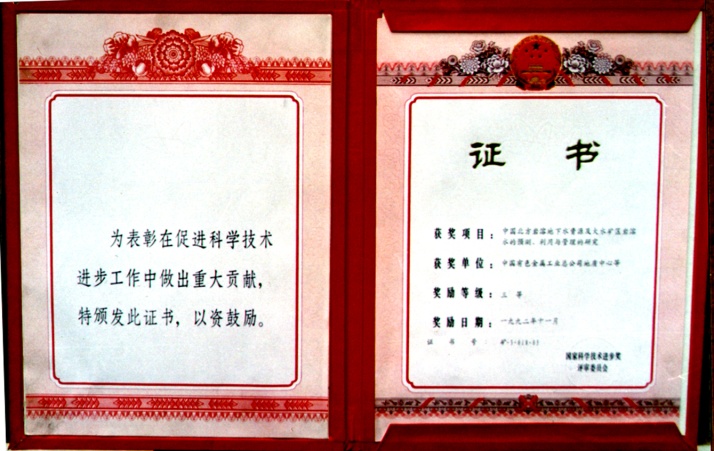 为表彰在促进科学技术
进步工作中做出重大贡献，
特颁发此证书，以资鼓励。
证 书
获奖项目： 中国北方岩溶地下水资源及大水矿区岩溶
水的预测、利用与管理的研究
获奖单位： 中国有色金属工业总公司地质中心等
奖励等级： 三 等
奖励日期： 一九九二年十一月
证 书 号：
国家科学技术进步奖
评审委员会